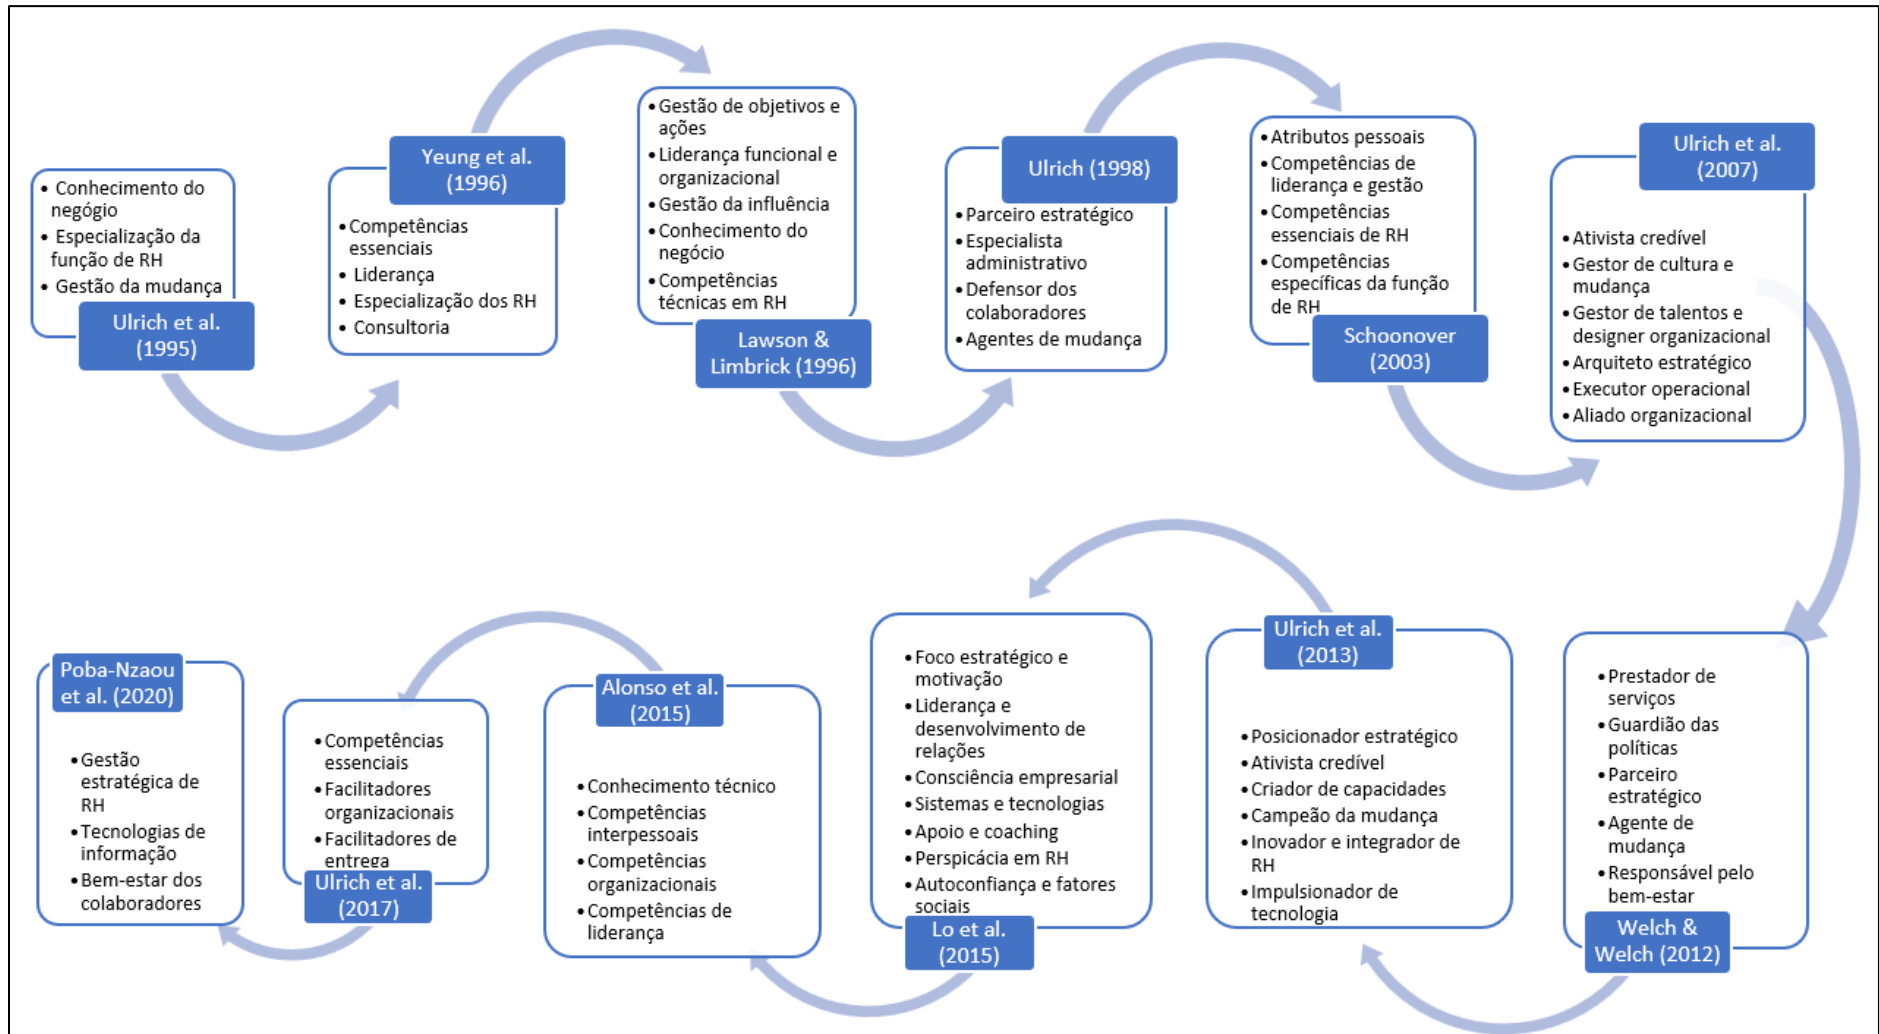 • Conhecimento do
negógio
• Especialização da
função de RH
• Gestão da mudança
Ulrich et al.
(1995)
Yeung et al.
(1996)
• Competências
essenciais
• Liderança
• Especialização dos RH
• Consultoria
• Gestão de objetivos e
ações
• Liderança funcional e
organizacional
• Gestão da influência
• Conhecimento do
negócio
• Competências
técnicas em RH
Lawson &
Limbrick (1996)
Ulrich (1998)
• Parceiro estratégico
• Especialista
administrativo
• Defensor dos
colaboradores
• Agentes de mudança
• Atributos pessoais
• Competências de
liderança e gestão
• Competências
essenciais de RH
• Competências
específicas da função
de RH
Schoonover
(2003)
Ulrich et al.
(2007)
• Ativista credível
• Gestor de cultura e
mudança
• Gestor de talentos e
designer organizacional
• Arquiteto estratégico
• Executor operacional
• Aliado organizacional
• Prestador de
serviços
• Guardião das
políticas
• Parceiro
estratégico
• Agente de
mudança
• Responsável pelo
bem-estar
Welch &
Welch (2012)
Ulrich et al.
(2013)
• Posicionador estratégico
• Ativista credível
• Criador de capacidades
• Campeão da mudança
• Inovador e integrador de
RH
• Impulsionador de
tecnologia
• Foco estratégico e
motivação
• Liderança e
desenvolvimento de
relações
• Consciência empresarial
• Sistemas e tecnologias
• Apoio e coaching
• Perspicácia em RH
• Autoconfiança e fatores
sociais
Lo et al.
(2015)
Alonso et al.
(2015)
• Conhecimento técnico
• Competências
interpessoais
• Competências
organizacionais
• Competências de
liderança
• Competências
essenciais
• Facilitadores
organizacionais
• Facilitadores de
entrega
Ulrich et al.
(2017)
Poba-Nzaou
et al. (2020)
• Gestão
estratégica de
RH
• Tecnologias de
informação
• Bem-estar dos
colaboradores